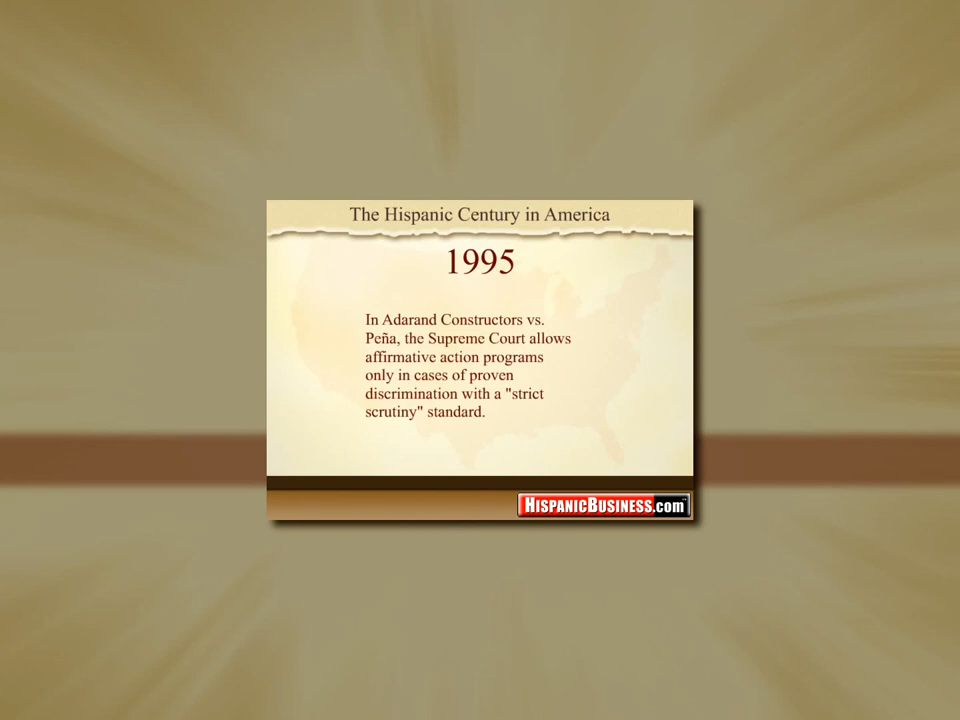 The Hispanic Century in America
1995
In Adarand Constructors vs.
Peña, the Supreme Court allows
affirmative action programs
only in cases of proven
discrimination with a "strict
scrutiny" standard.
HISPANICBUSINESS.com™